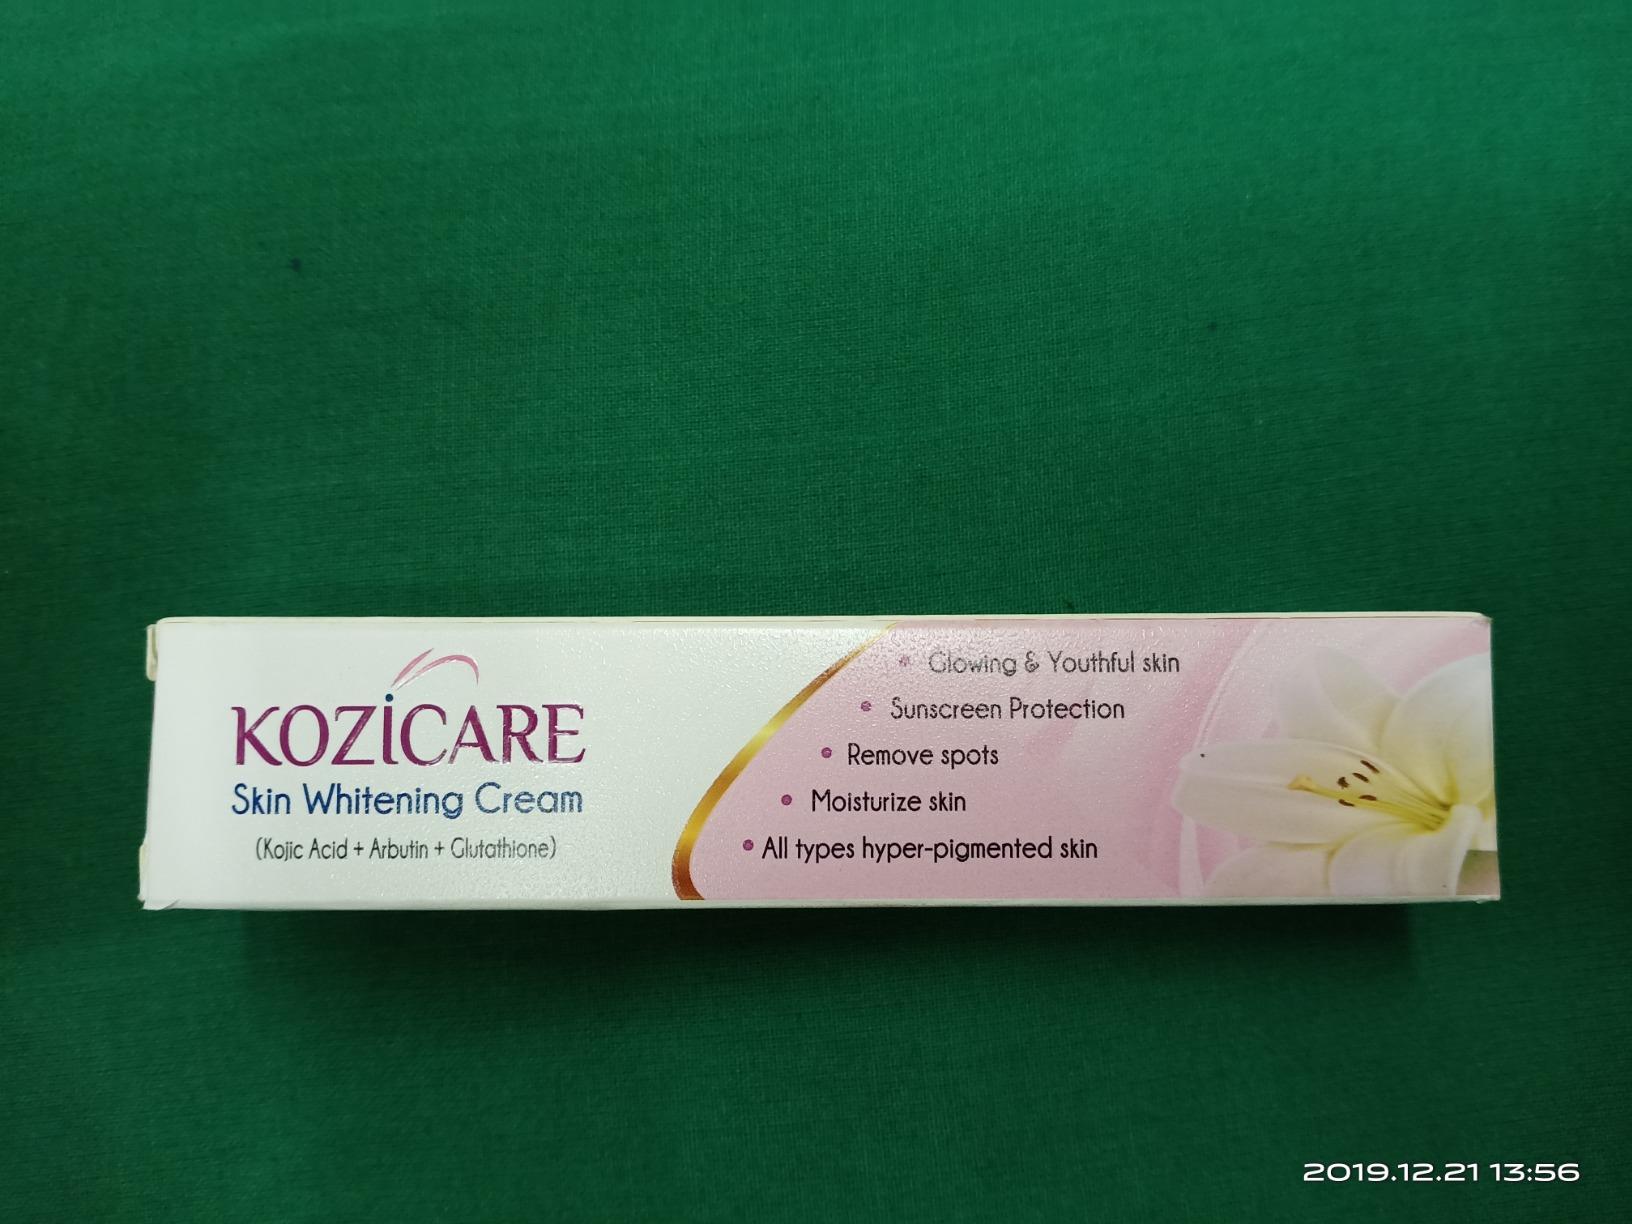 KOZiCARE
Skin Whitening Cream
(Kojic Acid + Arbutin + Glutathione)
• Glowing & Youthful skin
• Sunscreen Protection
• Remove spots
• Moisturize skin
• All types hyper-pigmented skin
2019.12.21 13:56